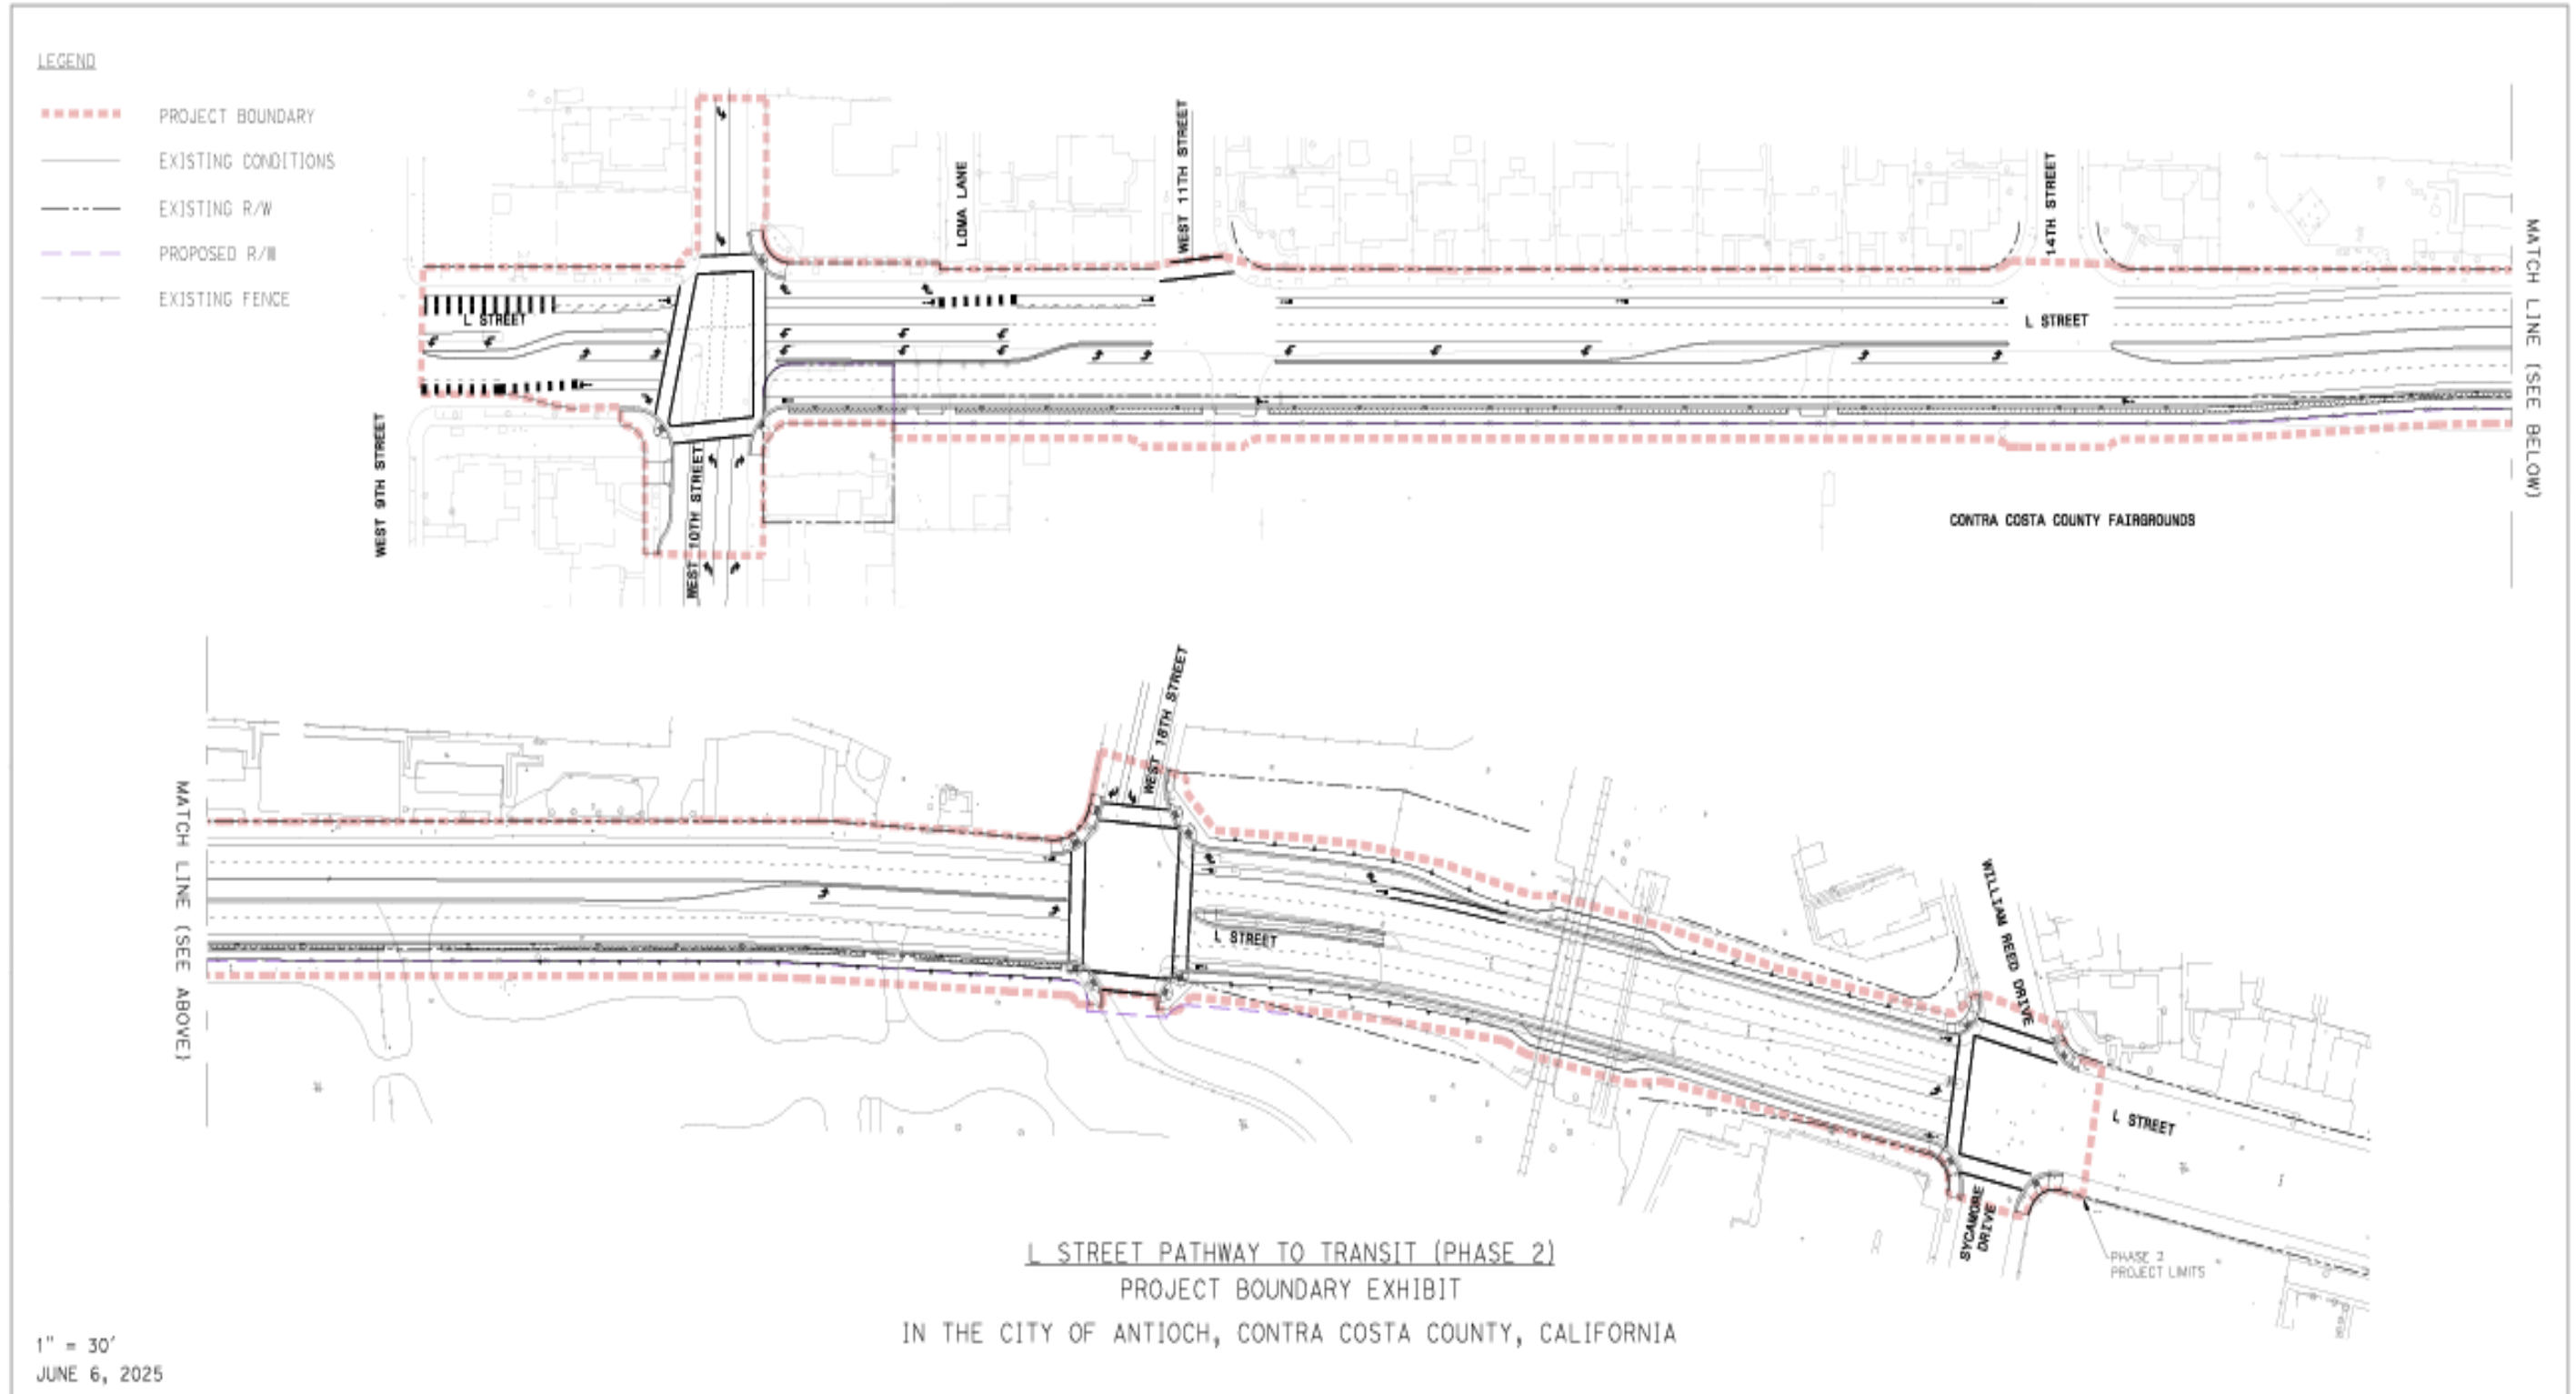 LEGEND
PROJECT BOUNDARY
EXISTING CONDITIONS
EXISTING R/W
PROPOSED R/W
EXISTING FENCE
WEST 9TH STREET
L STREET
WEST 10TH STREET
LOMA LANE
WEST 11TH STREET
14TH STREET
L STREET
CONTRA COSTA COUNTY FAIRGROUNDS
MATCH LINE (SEE BELOW)
MATCH LINE (SEE ABOVE)
WEST 18TH STREET
L STREET
WILLIAM REED DRIVE
L STREET
SYCAMORE
DRIVE
PHASE 2
PROJECT LIMITS
L STREET PATHWAY TO TRANSIT (PHASE 2)
PROJECT BOUNDARY EXHIBIT
IN THE CITY OF ANTIOCH, CONTRA COSTA COUNTY, CALIFORNIA
1" = 30'
JUNE 6, 2025